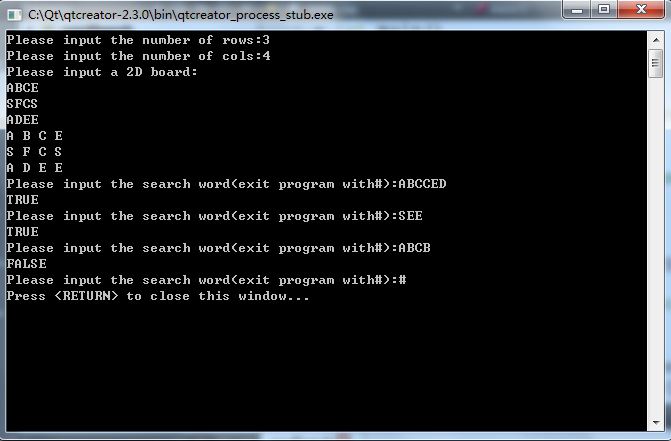 C:\Qt\qtcreator-2.3.0\bin\qtcreator_process_stub.exe
Please input the number of rows:3
Please input the number of cols:4
Please input a 2D board:
ABCE
SFCS
ADEE
A B C E
S F C S
A D E E
Please input the search word(exit program with#):ABCCED
TRUE
Please input the search word(exit program with#):SEE
TRUE
Please input the search word(exit program with#):ABCB
FALSE
Please input the search word(exit program with#):#
Press <RETURN> to close this window...